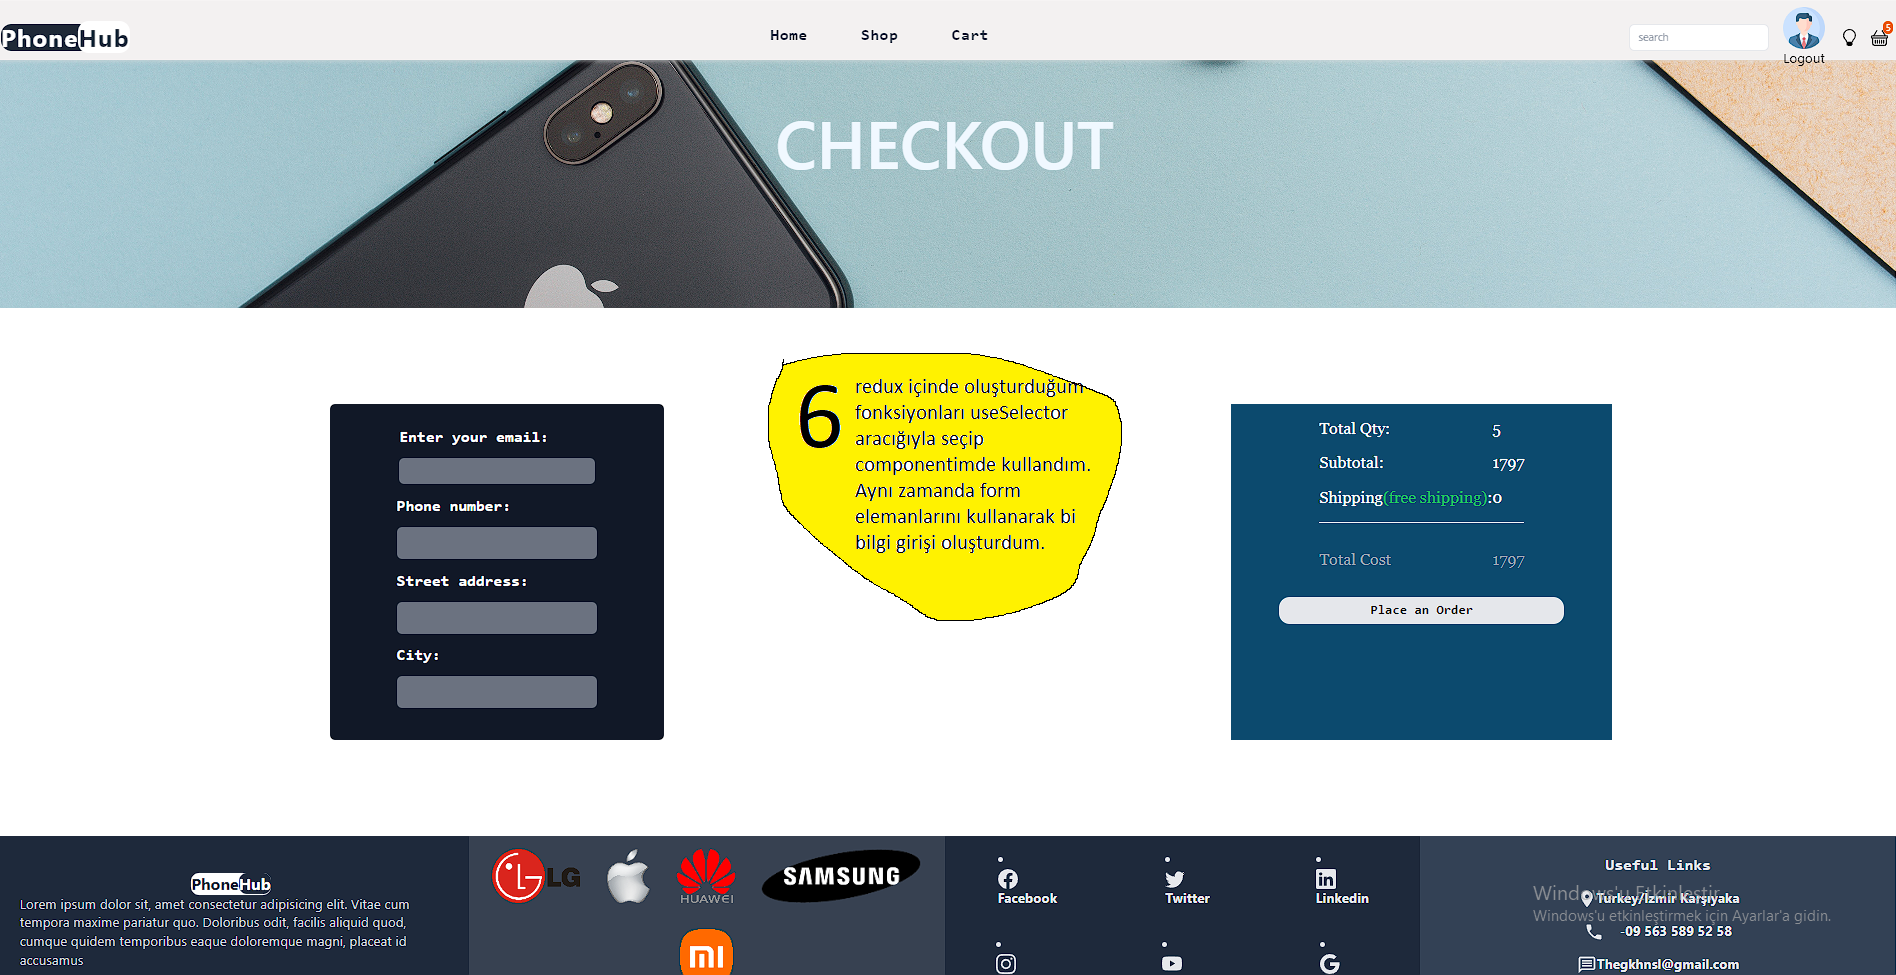 PhoneHub
Home Shop Cart
search
5
Logout
CHECKOUT
Enter your email:
Phone number:
Street address:
City:
6
redux içinde oluşturduğum
fonksiyonları useSelector
aracığıyla seçip
componentimde kullandım.
Aynı zamanda form
elemanlarını kullanarak bi
bilgi girişi oluşturdum.
Total Qty: 5
Subtotal: 1797
Shipping(free shipping):0
Total Cost 1797
Place an Order
PhoneHub
Lorem ipsum dolor sit, amet consectetur adipisicing elit. Vitae cum
tempora maxime pariatur quo. Doloribus odit, facilis aliquid quod,
cumque quidem temporibus eaque doloremque magni, placeat id
accusamus
LG
HUAWEI
SAMSUNG
mi
Facebook
Twitter
Linkedin
Useful Links
Windows'u Etkinleştir
Turkey/Izmir Karşıyaka
Windows'u etkinleştirmek için Ayarlar'a gidin.
-09 563 589 52 58
Thegkhnsl@gmail.com